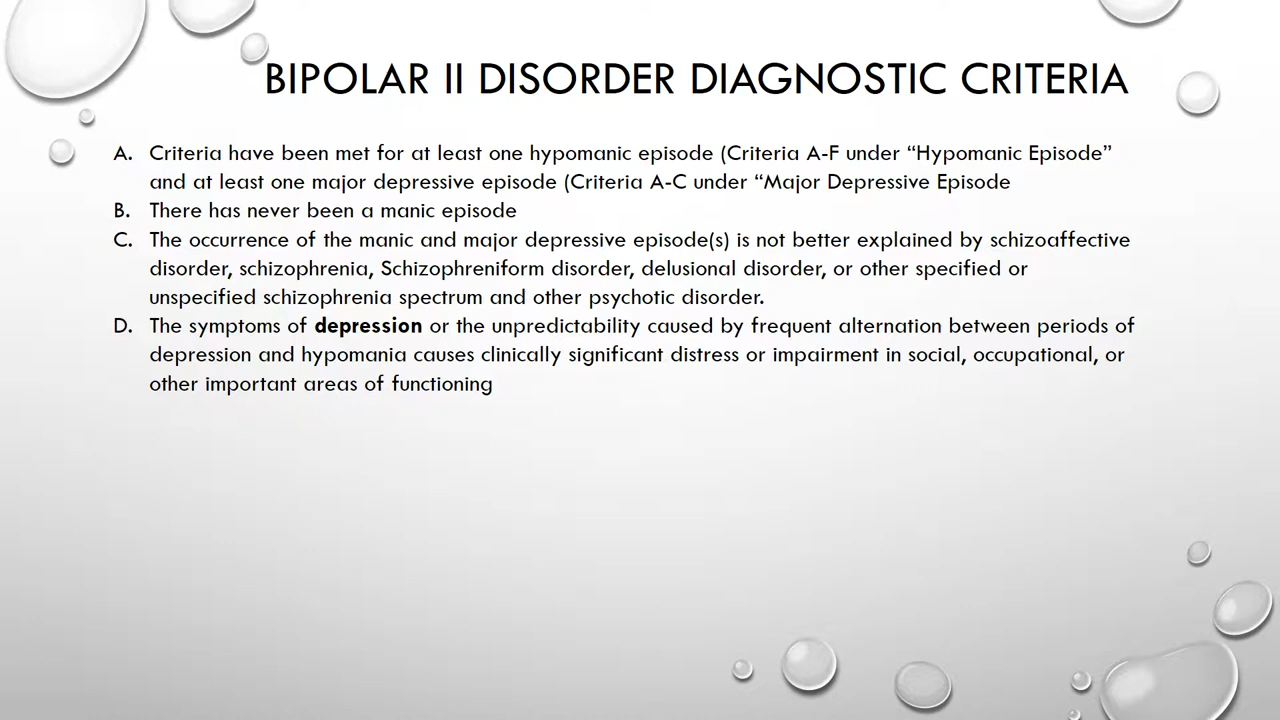 BIPOLAR II DISORDER DIAGNOSTIC CRITERIA
A. Criteria have been met for at least one hypomanic episode (Criteria A-F under “Hypomanic Episode”
and at least one major depressive episode (Criteria A-C under “Major Depressive Episode
B. There has never been a manic episode
C. The occurrence of the manic and major depressive episode(s) is not better explained by schizoaffective
disorder, schizophrenia, Schizophreniform disorder, delusional disorder, or other specified or
unspecified schizophrenia spectrum and other psychotic disorder.
D. The symptoms of depression or the unpredictability caused by frequent alternation between periods of
depression and hypomania causes clinically significant distress or impairment in social, occupational, or
other important areas of functioning